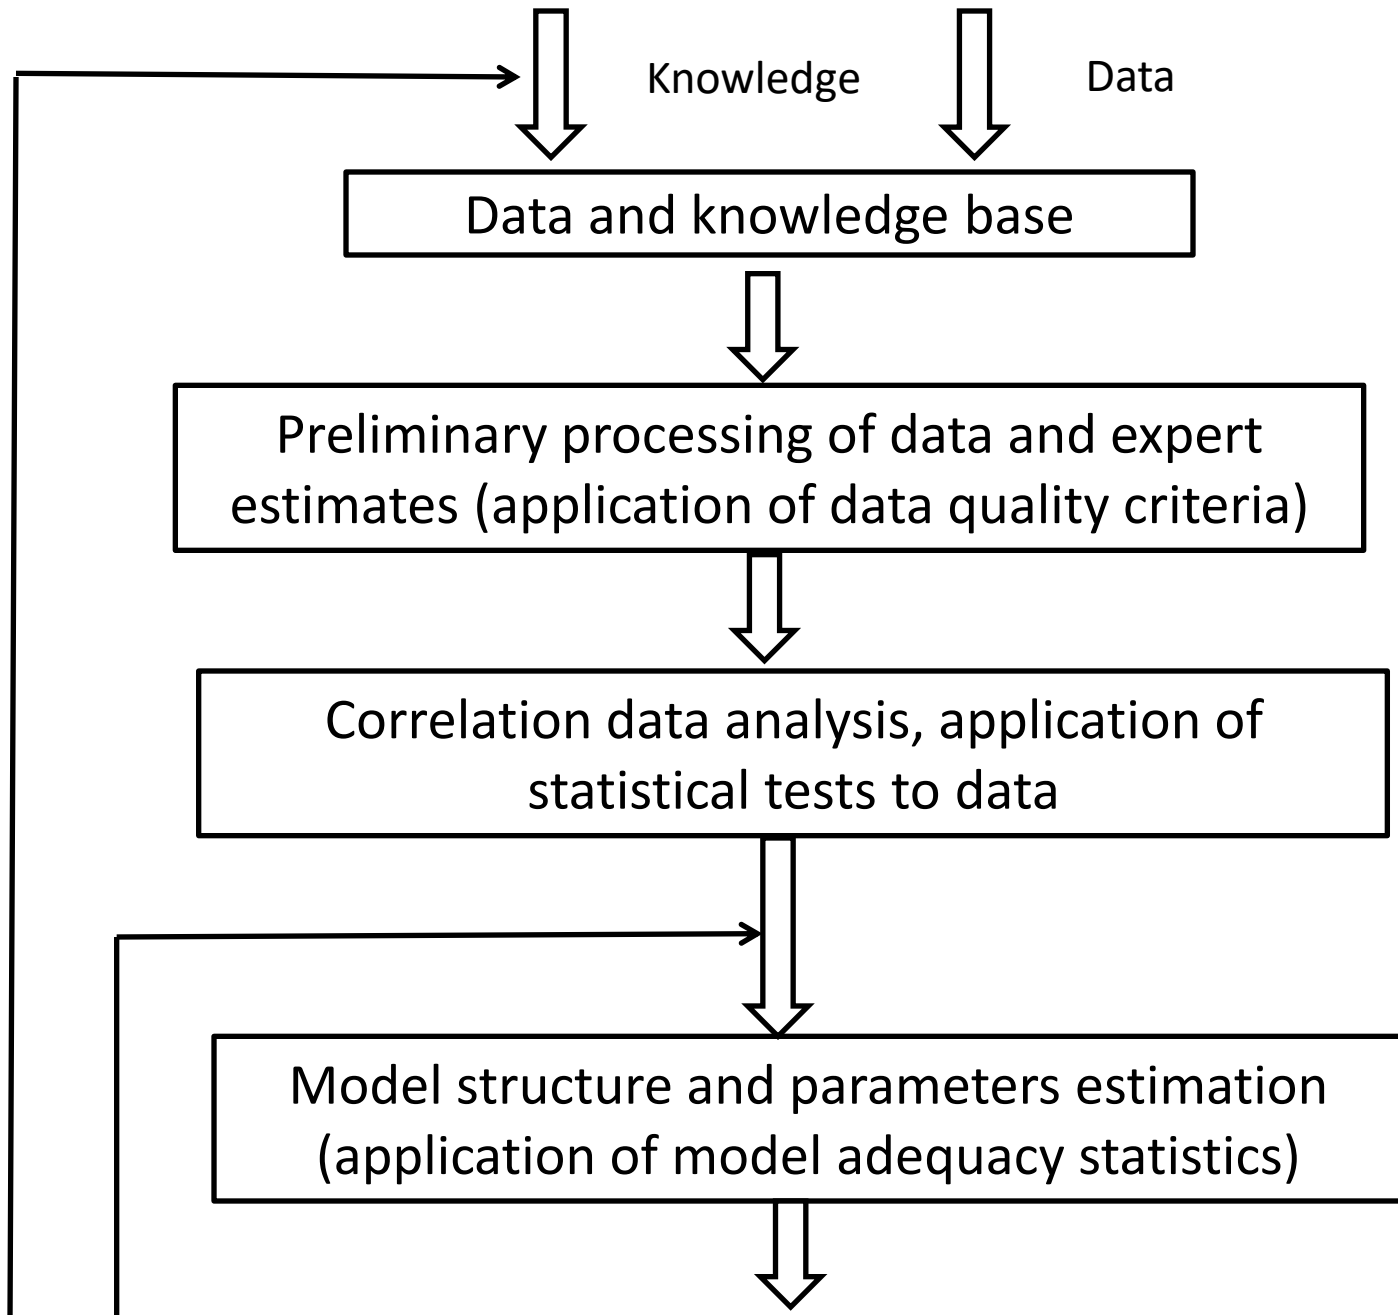 Knowledge
Data
Data and knowledge base
Preliminary processing of data and expert
estimates (application of data quality criteria)
Correlation data analysis, application of
statistical tests to data
Model structure and parameters estimation
(application of model adequacy statistics)